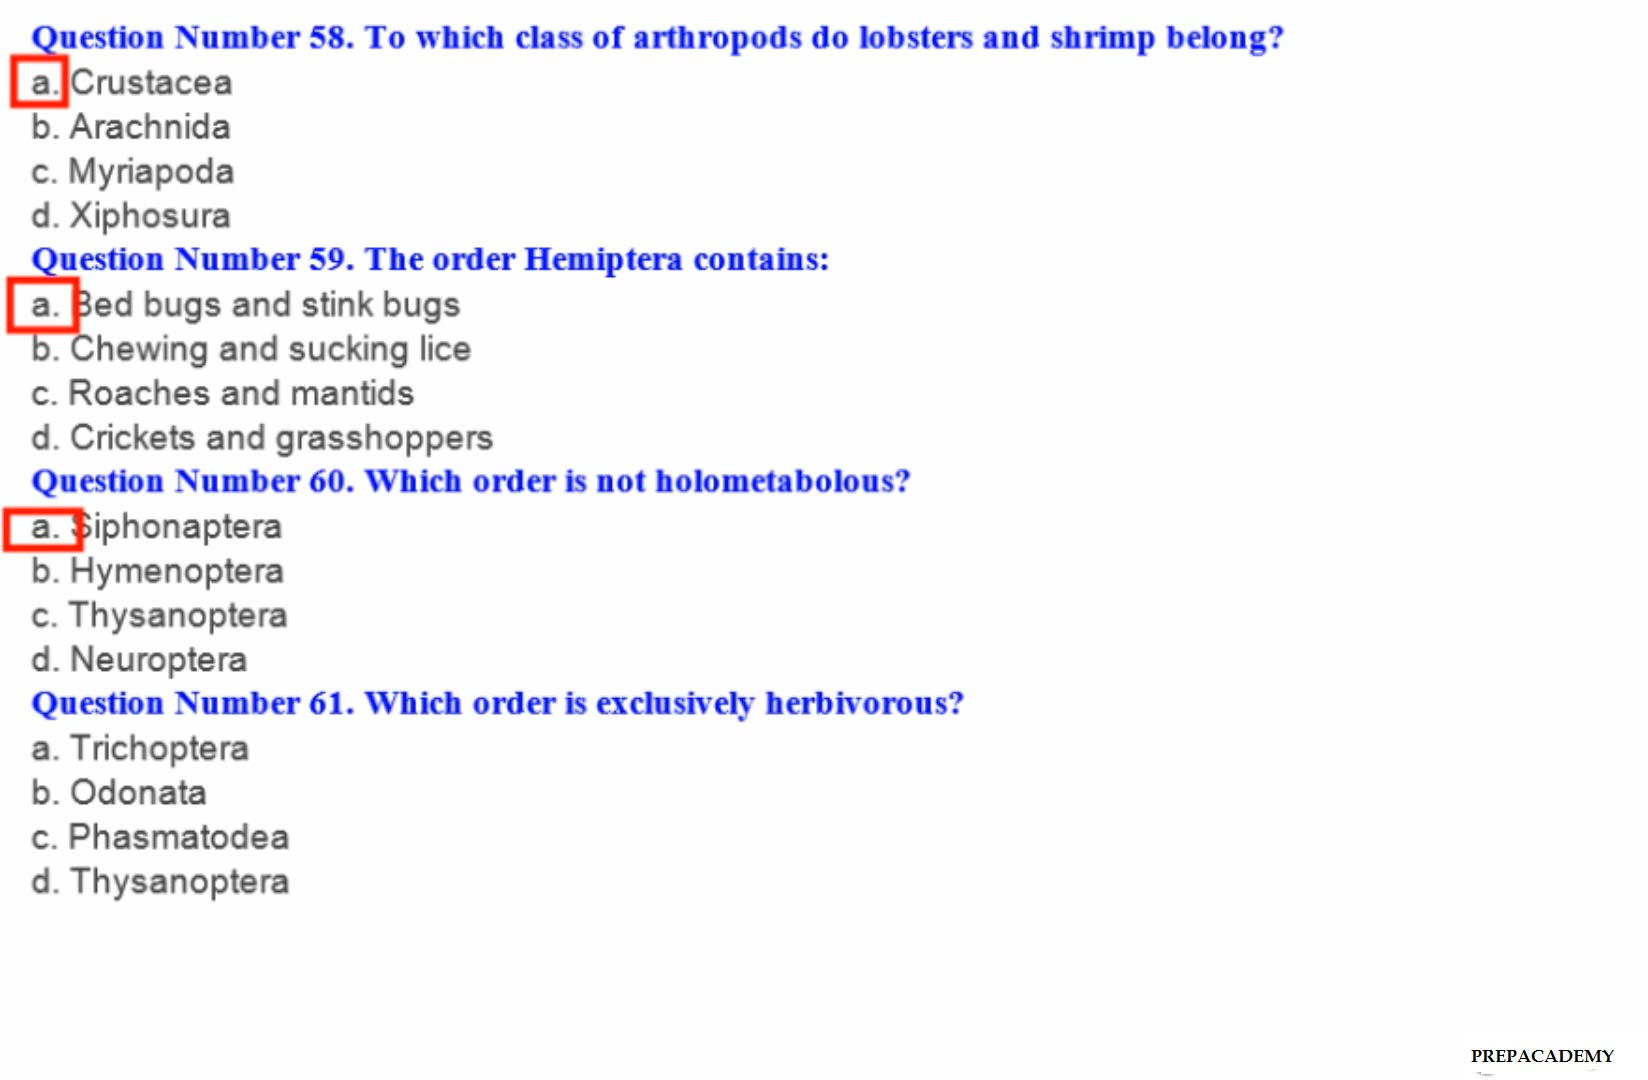 Question Number 58. To which class of arthropods do lobsters and shrimp belong?
a. Crustacea
b. Arachnida
c. Myriapoda
d. Xiphosura
Question Number 59. The order Hemiptera contains:
a. Bed bugs and stink bugs
b. Chewing and sucking lice
c. Roaches and mantids
d. Crickets and grasshoppers
Question Number 60. Which order is not holometabolous?
a. Siphonaptera
b. Hymenoptera
c. Thysanoptera
d. Neuroptera
Question Number 61. Which order is exclusively herbivorous?
a. Trichoptera
b. Odonata
c. Phasmatodea
d. Thysanoptera
PREPACADEMY